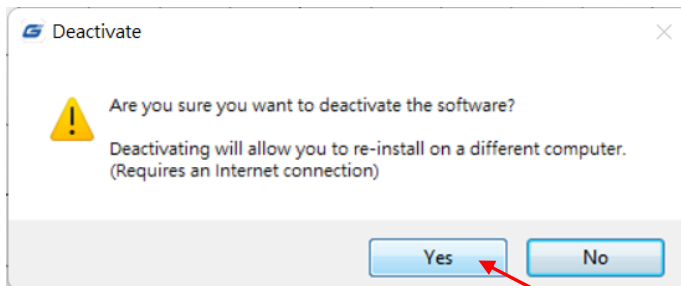 Deactivate
Are you sure you want to deactivate the software?
Deactivating will allow you to re-install on a different computer.
(Requires an Internet connection)
Yes
No